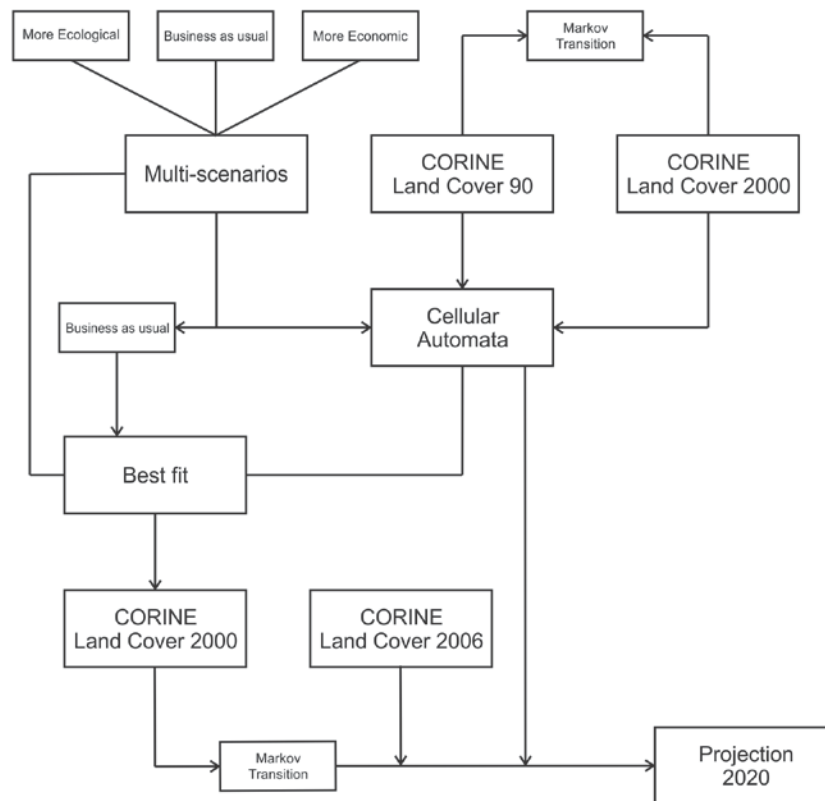 More Ecological
Business as usual
More Economic
Markov
Transition
Multi-scenarios
CORINE
Land Cover 90
CORINE
Land Cover 2000
Business as usual
Cellular
Automata
Best fit
CORINE
Land Cover 2000
CORINE
Land Cover 2006
Markov
Transition
Projection
2020